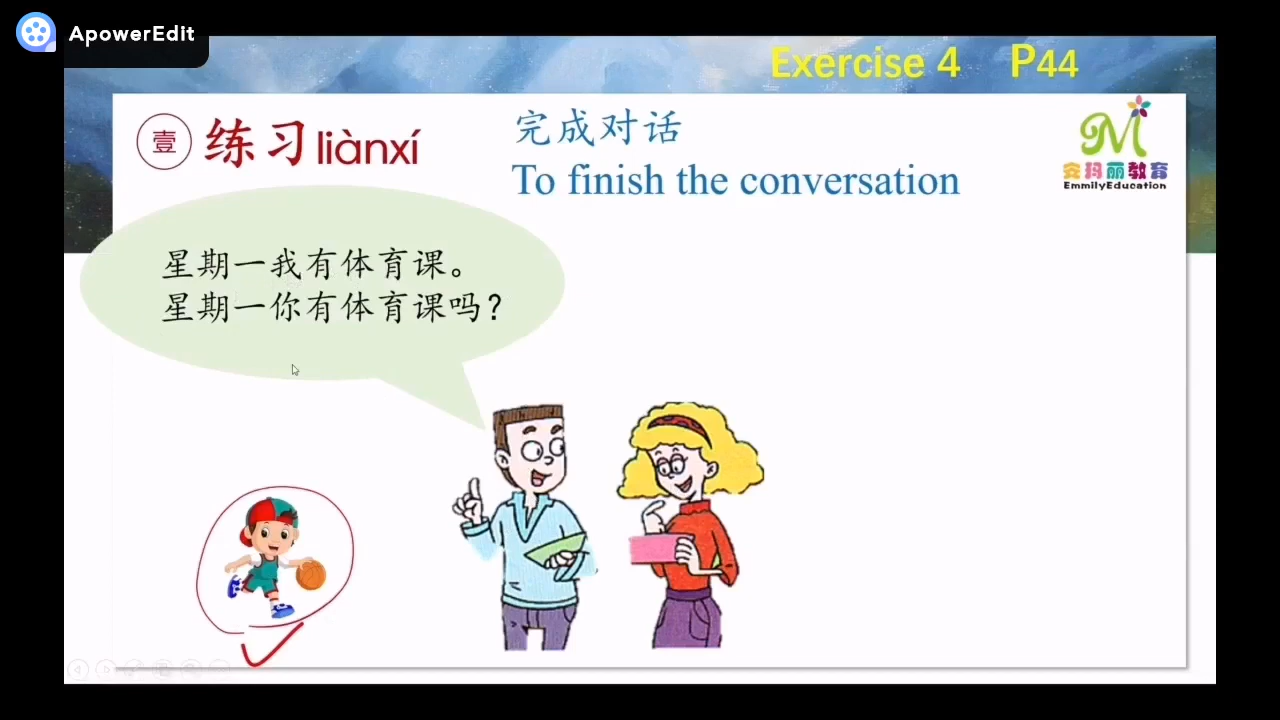 ApowerEdit
Exercise 4 P44
壹 练习 liànxí
完成对话
To finish the conversation
安玛丽教育
EmmilyEducation
星期一我有体育课。
星期一你有体育课吗？